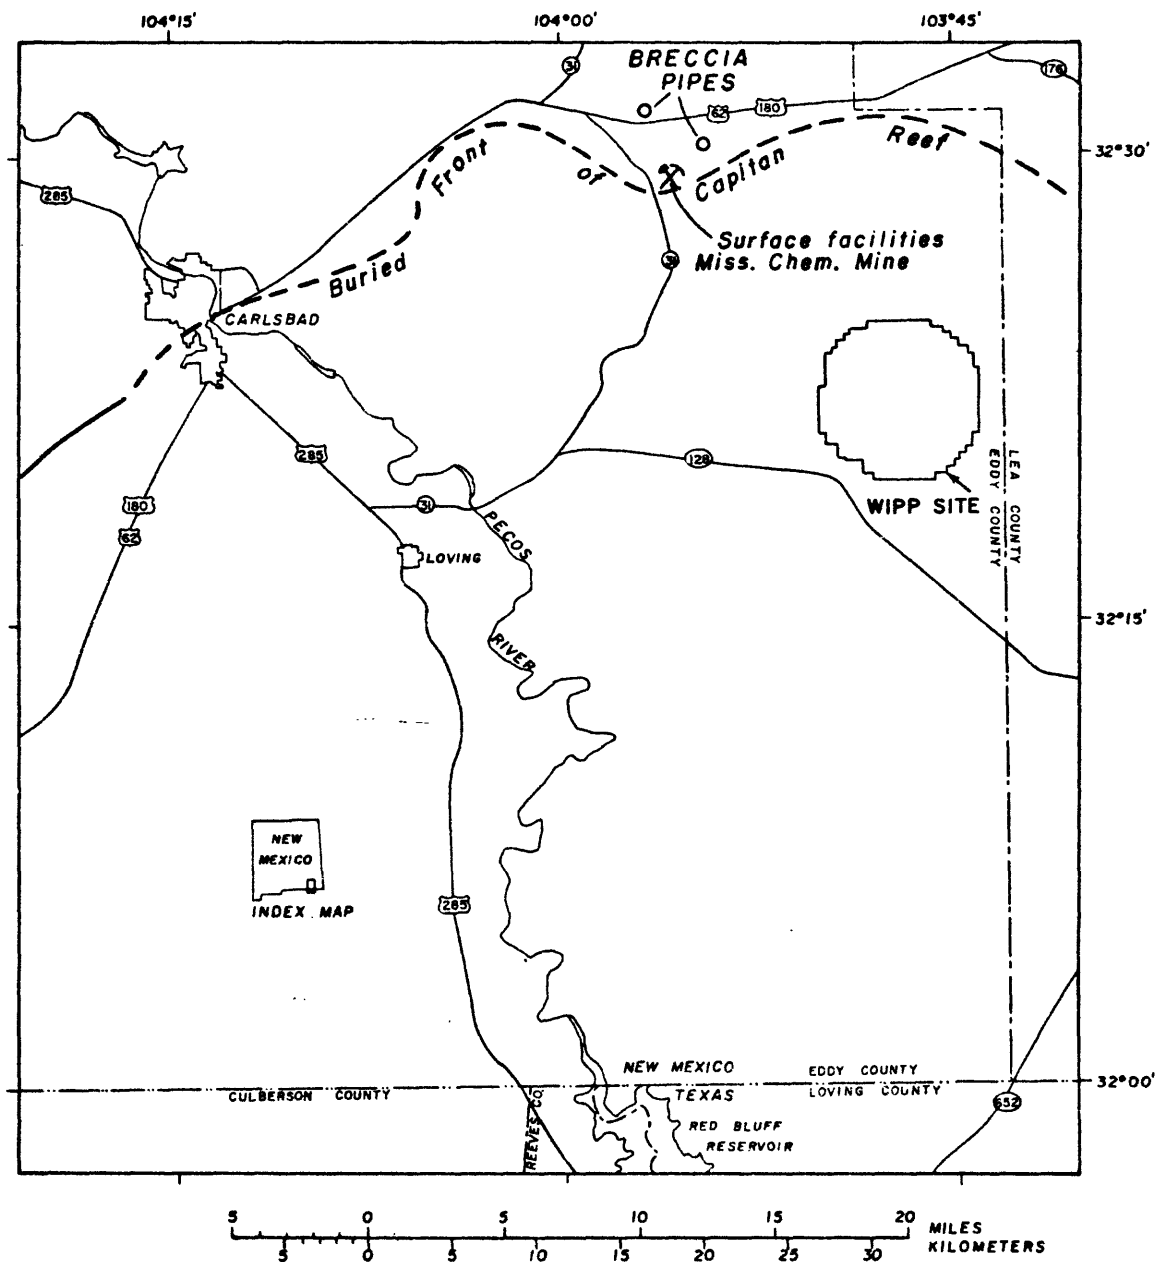 104°15' 104°00' 103°45'
BRECCIA
PIPES
31
176
62 180
Reef
32°30'
Front
of
Capitan
285
Surface facilities
Miss. Chem. Mine
31
Buried
CARLSBAD
285
128
LEA COUNTY
EDDY COUNTY
WIPP SITE
180
62
31
PECOS
LOVING
32°15'
RIVER
NEW
MEXICO
INDEX MAP
285
NEW MEXICO
EDDY COUNTY
32°00'
CULBERSON COUNTY
TEXAS
LOVING COUNTY
652
REEVES CO.
RED BLUFF
RESERVOIR
5 0 5 10 15 20 MILES
5 0 5 10 15 20 25 30 KILOMETERS